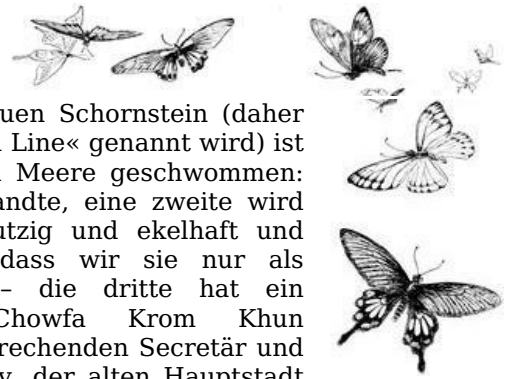 uen Schornstein (daher
Line« genannt wird) ist
Meere geschwommen:
andte, eine zweite wird
utzig und ekelhaft und
dass wir sie nur als
– die dritte hat ein
Chowfa Krom Khun
rechenden Secretär und
der alten Hauptstadt